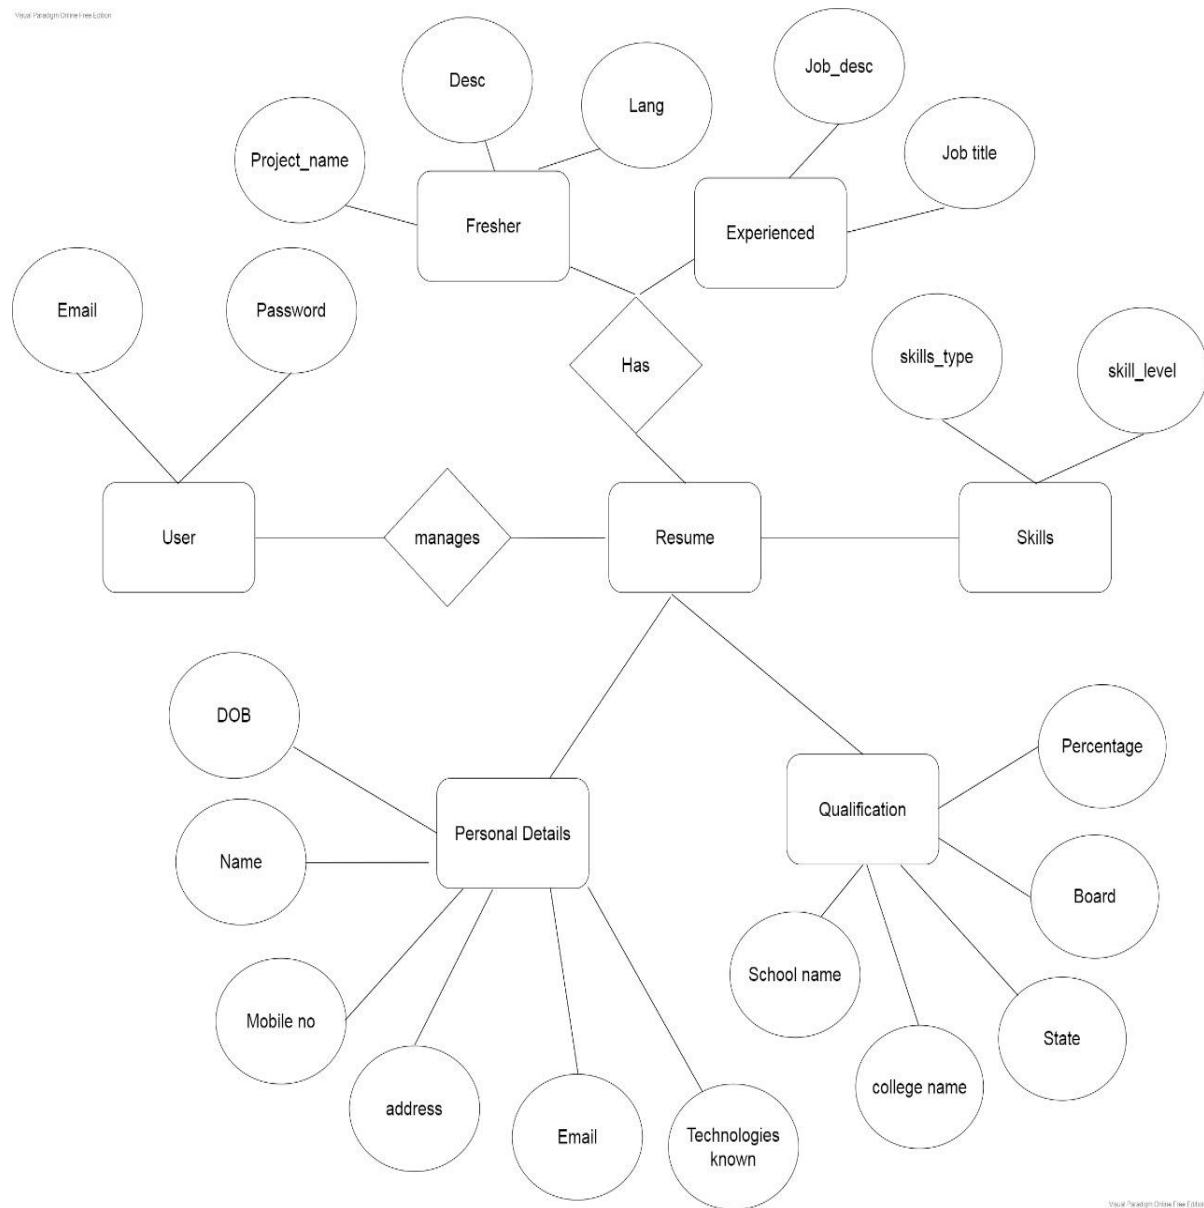 Visual Paradigm Online Free Edition
Desc
Job_desc
Lang
Project_name
Job title
Fresher
Experienced
Email
Password
Has
skills_type
skill_level
User
manages
Resume
Skills
DOB
Percentage
Personal Details
Qualification
Name
Board
School name
Mobile no
State
address
college name
Email
Technologies
known
Visual Paradigm Online Free Edition